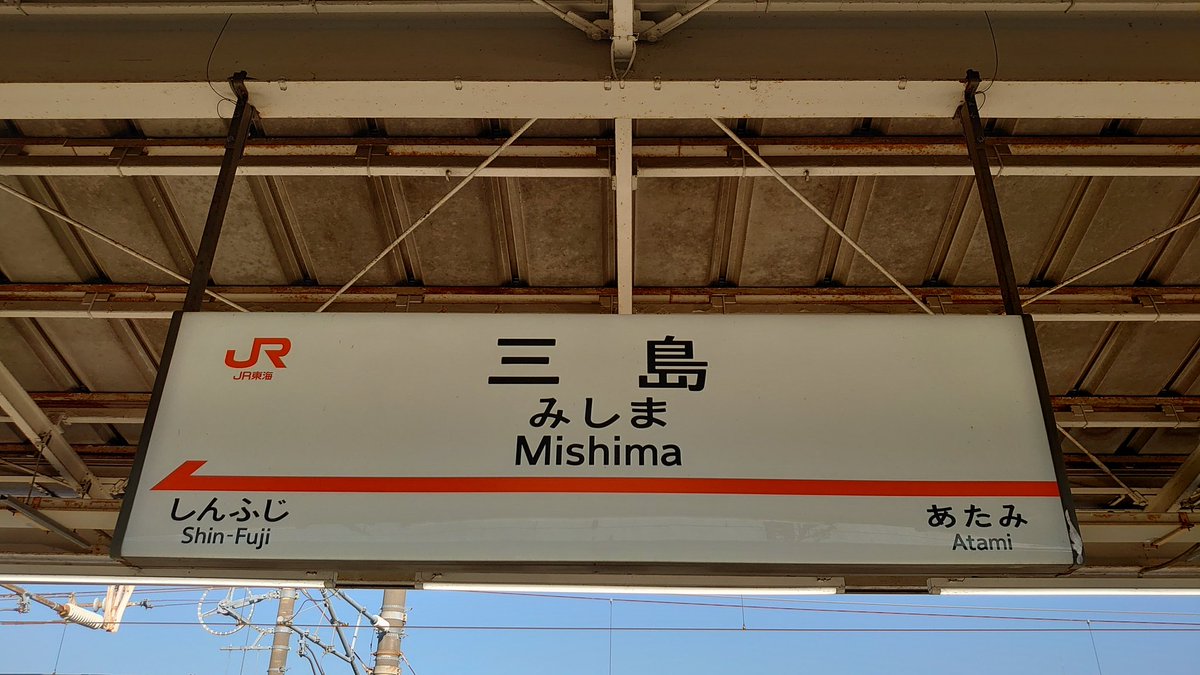 JR
JR東海
三島
みしま
Mishima
しんふじ
Shin-Fuji
あたみ
Atami